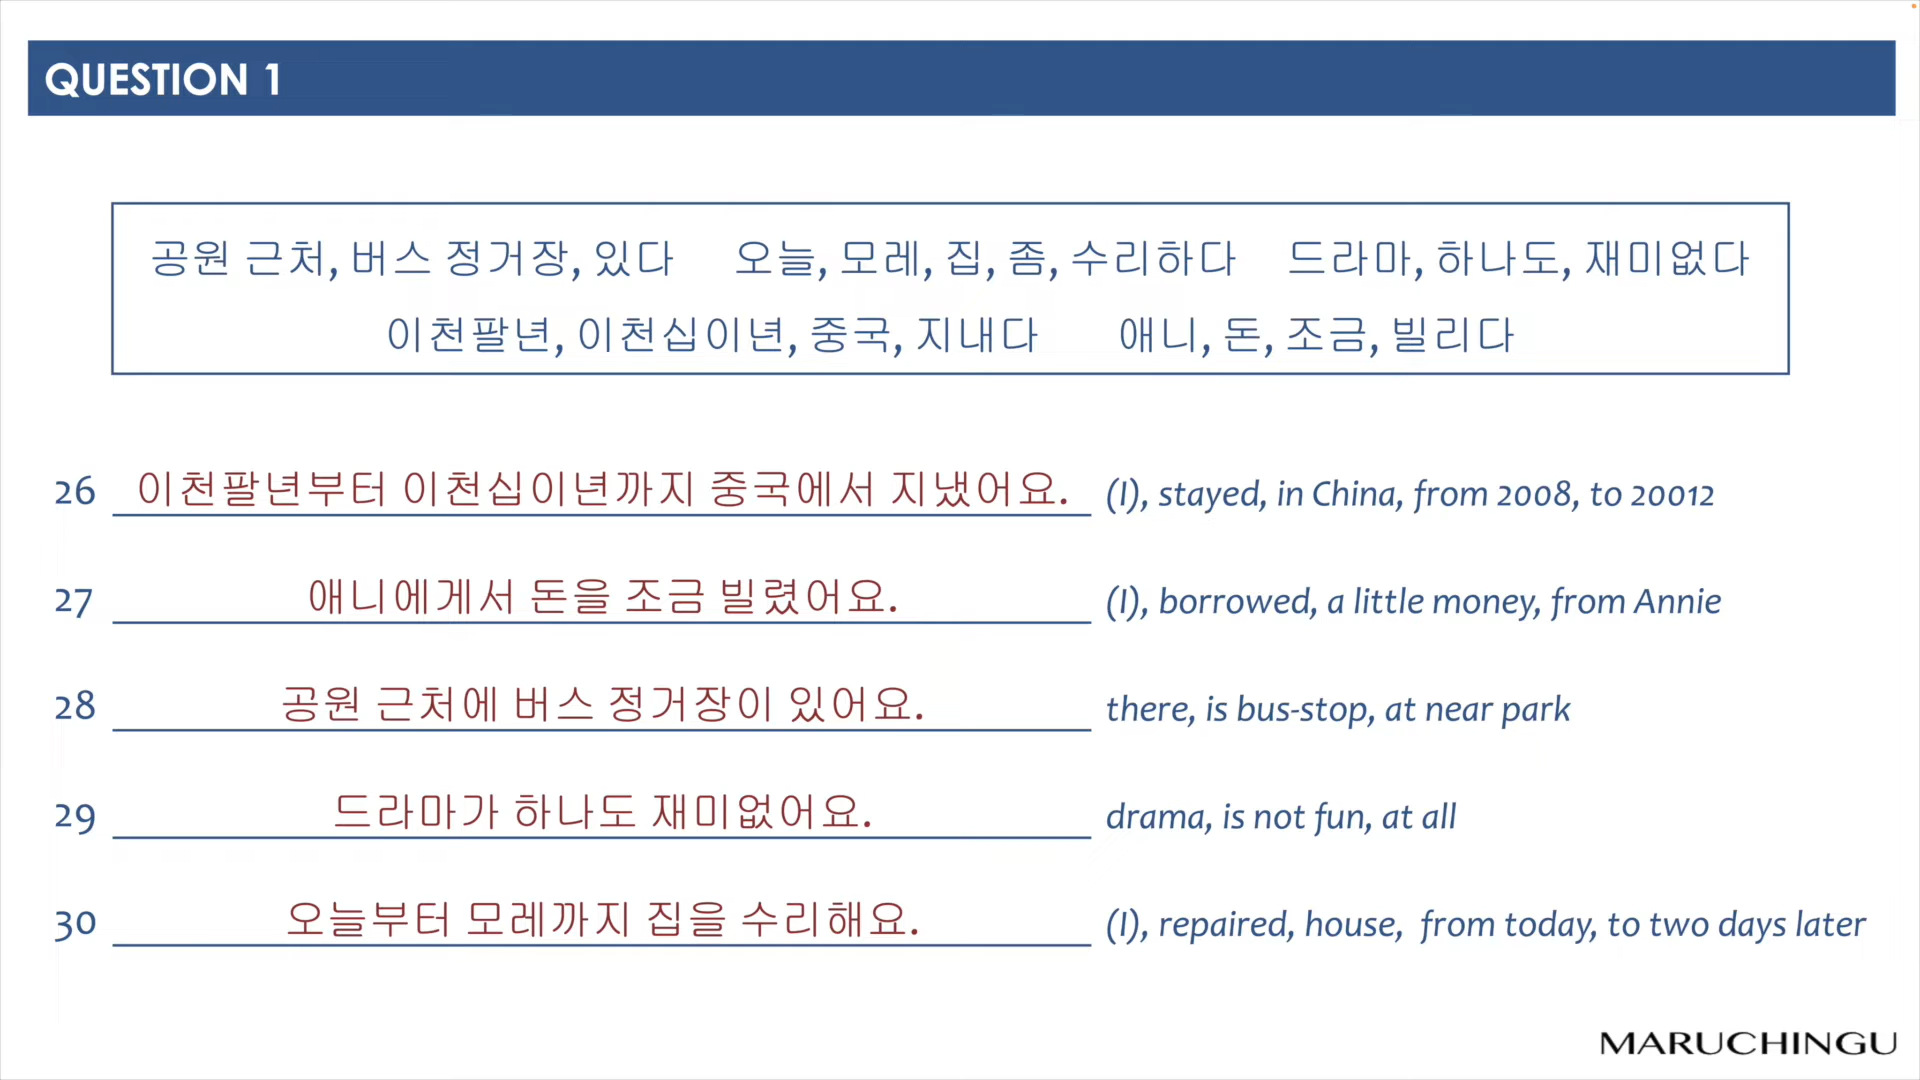 QUESTION 1
공원 근처, 버스 정거장, 있다 오늘, 모레, 집, 좀, 수리하다 드라마, 하나도, 재미없다
이천팔년, 이천십이년, 중국, 지내다 애니, 돈, 조금, 빌리다
26 이천팔년부터 이천십이년까지 중국에서 지냈어요. (I), stayed, in China, from 2008, to 20012
27 애니에게서 돈을 조금 빌렸어요. (I), borrowed, a little money, from Annie
28 공원 근처에 버스 정거장이 있어요. there, is bus-stop, at near park
29 드라마가 하나도 재미없어요. drama, is not fun, at all
30 오늘부터 모레까지 집을 수리해요. (I), repaired, house, from today, to two days later
MARUCHINGU